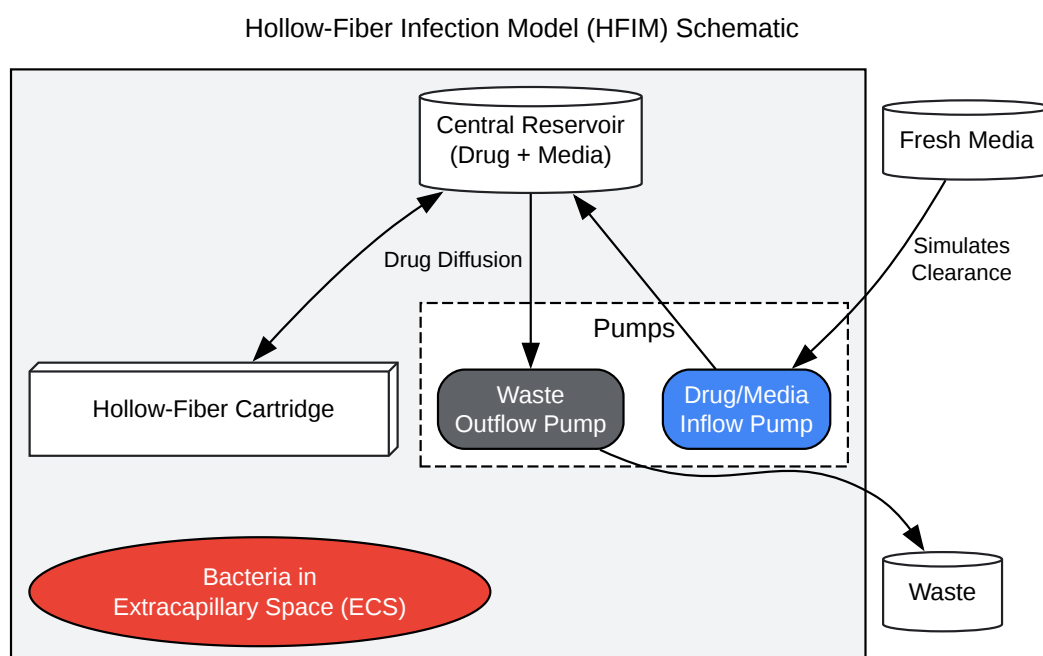 Hollow-Fiber Infection Model (HFIM) Schematic
Central Reservoir
(Drug + Media)
Fresh Media
Drug Diffusion
Simulates
Clearance
Pumps
Hollow-Fiber Cartridge
Waste
Outflow Pump
Drug/Media
Inflow Pump
Bacteria in
Extracapillary Space (ECS)
Waste